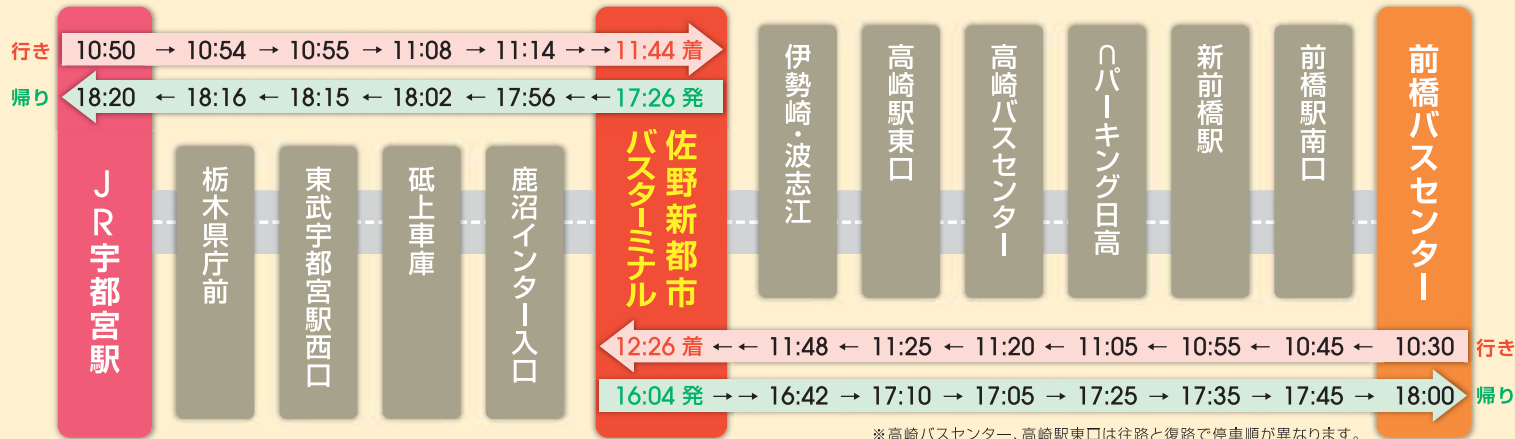 行き 10:50 → 10:54 → 10:55 → 11:08 → 11:14 →→ 11:44 着
帰り 18:20 ← 18:16 ← 18:15 ← 18:02 ← 17:56 ←← 17:26 発
JR宇都宮駅
栃木県庁前
東武宇都宮駅西口
砥上車庫
鹿沼インター入口
佐野新都市
バスターミナル
伊勢崎・波志江
高崎駅東口
高崎バスセンター
∩パーキング日高
新前橋駅
前橋駅南口
前橋バスセンター
12:26 着 ←← 11:48 ← 11:25 ← 11:20 ← 11:05 ← 10:55 ← 10:45 ← 10:30 行き
16:04 発 →→ 16:42 → 17:10 → 17:05 → 17:25 → 17:35 → 17:45 → 18:00 帰り
※高崎バスセンター、高崎駅東口は往路と復路で停車順が異なります。